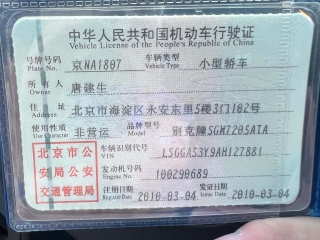 中华人民共和国机动车行驶证
Vehicle License of the People's Republic of China
号牌号码 京NA1807 车辆类型 小型轿车
Plate No. Vehicle Type
所有人 唐建生
Owner
住址 北京市海淀区永安东里5楼3门102号
Address
使用性质 非营运 品牌型号 别克牌SGM7205ATA
Use Character Model
北京市公安局公安交通管理局
车辆识别代号 LSGGA53Y9AH127881
VIN
发动机号码 100290689
Engine No.
注册日期 2010-03-04 发证日期 2010-03-04
Register Date Issue Date